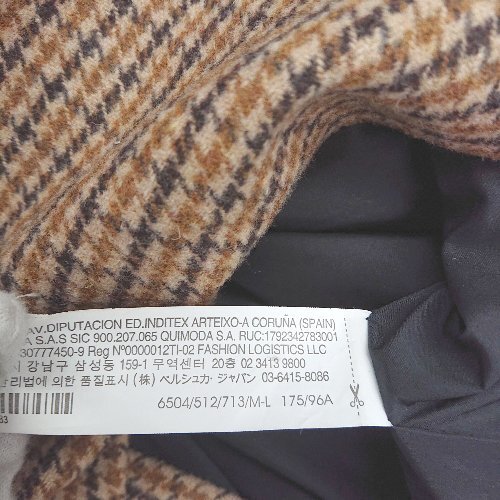 AV.DIPUTACION ED.INDITEX ARTEIXO-A CORUÑA (SPAIN)
A S.A.S SIC 900.207.065 QUIMODA S.A. RUC:1792342783001
30777450-9 Reg Nº0000012TI-02 FASHION LOGISTICS LLC
시 강남구 삼성동 159-1 무역센터 20층 02 3413 9800
관리법에 의한 품질표시 (株) ベルシュカ・ジャパン 03-6415-8086
6504/512/713/M-L 175/96A